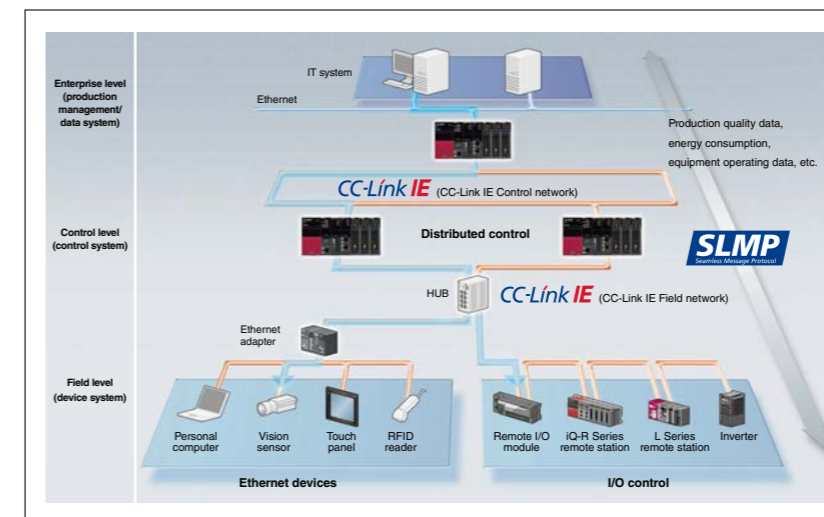 IT system
Enterprise level
(production
management/
data system)
Ethernet
Production quality data,
energy consumption,
equipment operating data, etc.
CC-Link IE (CC-Link IE Control network)
Control level
(control system)
Distributed control
SLMP
Seamless Message Protocol
HUB
CC-Link IE (CC-Link IE Field network)
Ethernet
adapter
Field level
(device system)
Personal
computer
Vision
sensor
Touch
panel
RFID
reader
Remote I/O
module
iQ-R Series
remote station
L Series
remote station
Inverter
Ethernet devices
I/O control